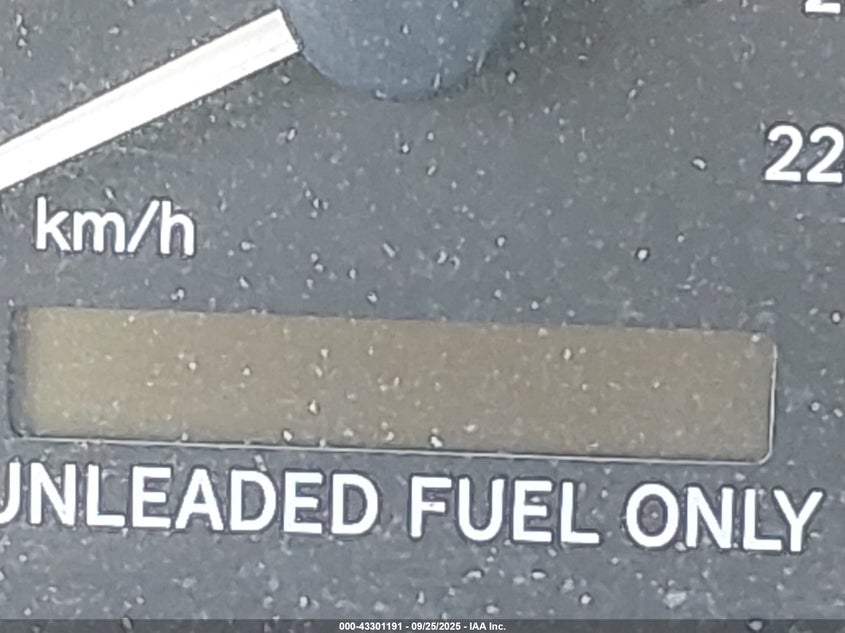 22
km/h
UNLEADED FUEL ONLY
000-43301191 - 09/25/2025 - IAA Inc.